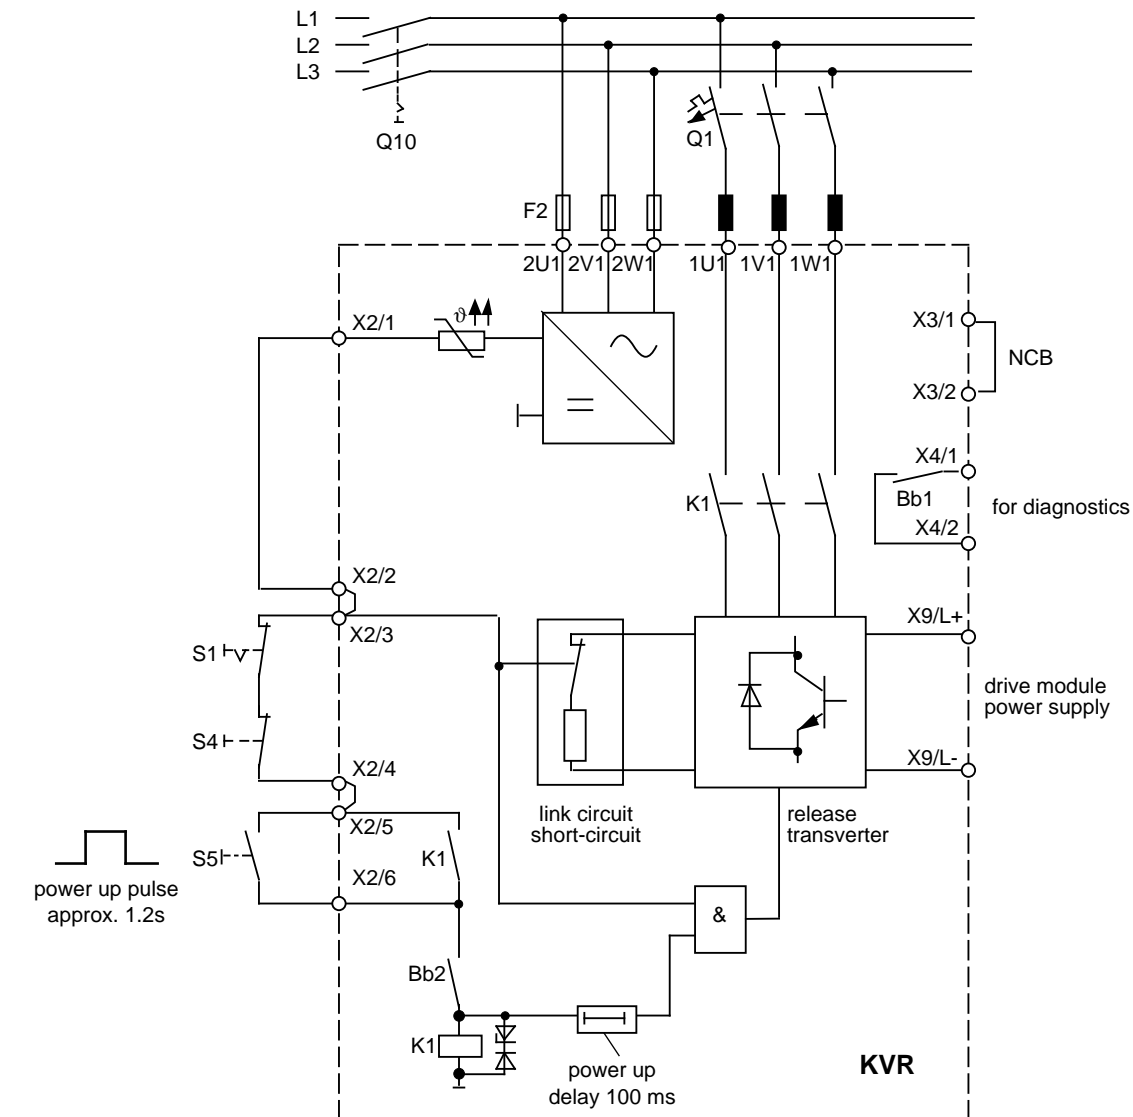 L1
L2
L3
Q10
Q1
F2
2U1 2V1 2W1 1U1 1V1 1W1
X2/1
ϑ
X3/1
NCB
X3/2
X4/1
K1
Bb1
for diagnostics
X4/2
X2/2
X9/L+
X2/3
S1
drive module
power supply
S4
X2/4
X9/L-
link circuit
short-circuit
release
transverter
X2/5
S5
K1
X2/6
power up pulse
approx. 1.2s
&
Bb2
K1
power up
delay 100 ms
KVR